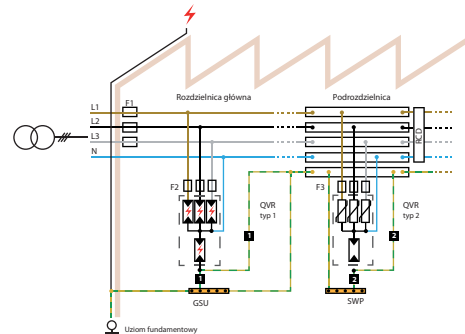 Rozdzielnica główna
Podrozdzielnica
L1
F1
L2
L3
N
RCD
F2
F3
QVR
typ 1
QVR
typ 2
1
2
1
2
GSU
SWP
Uziom fundamentowy